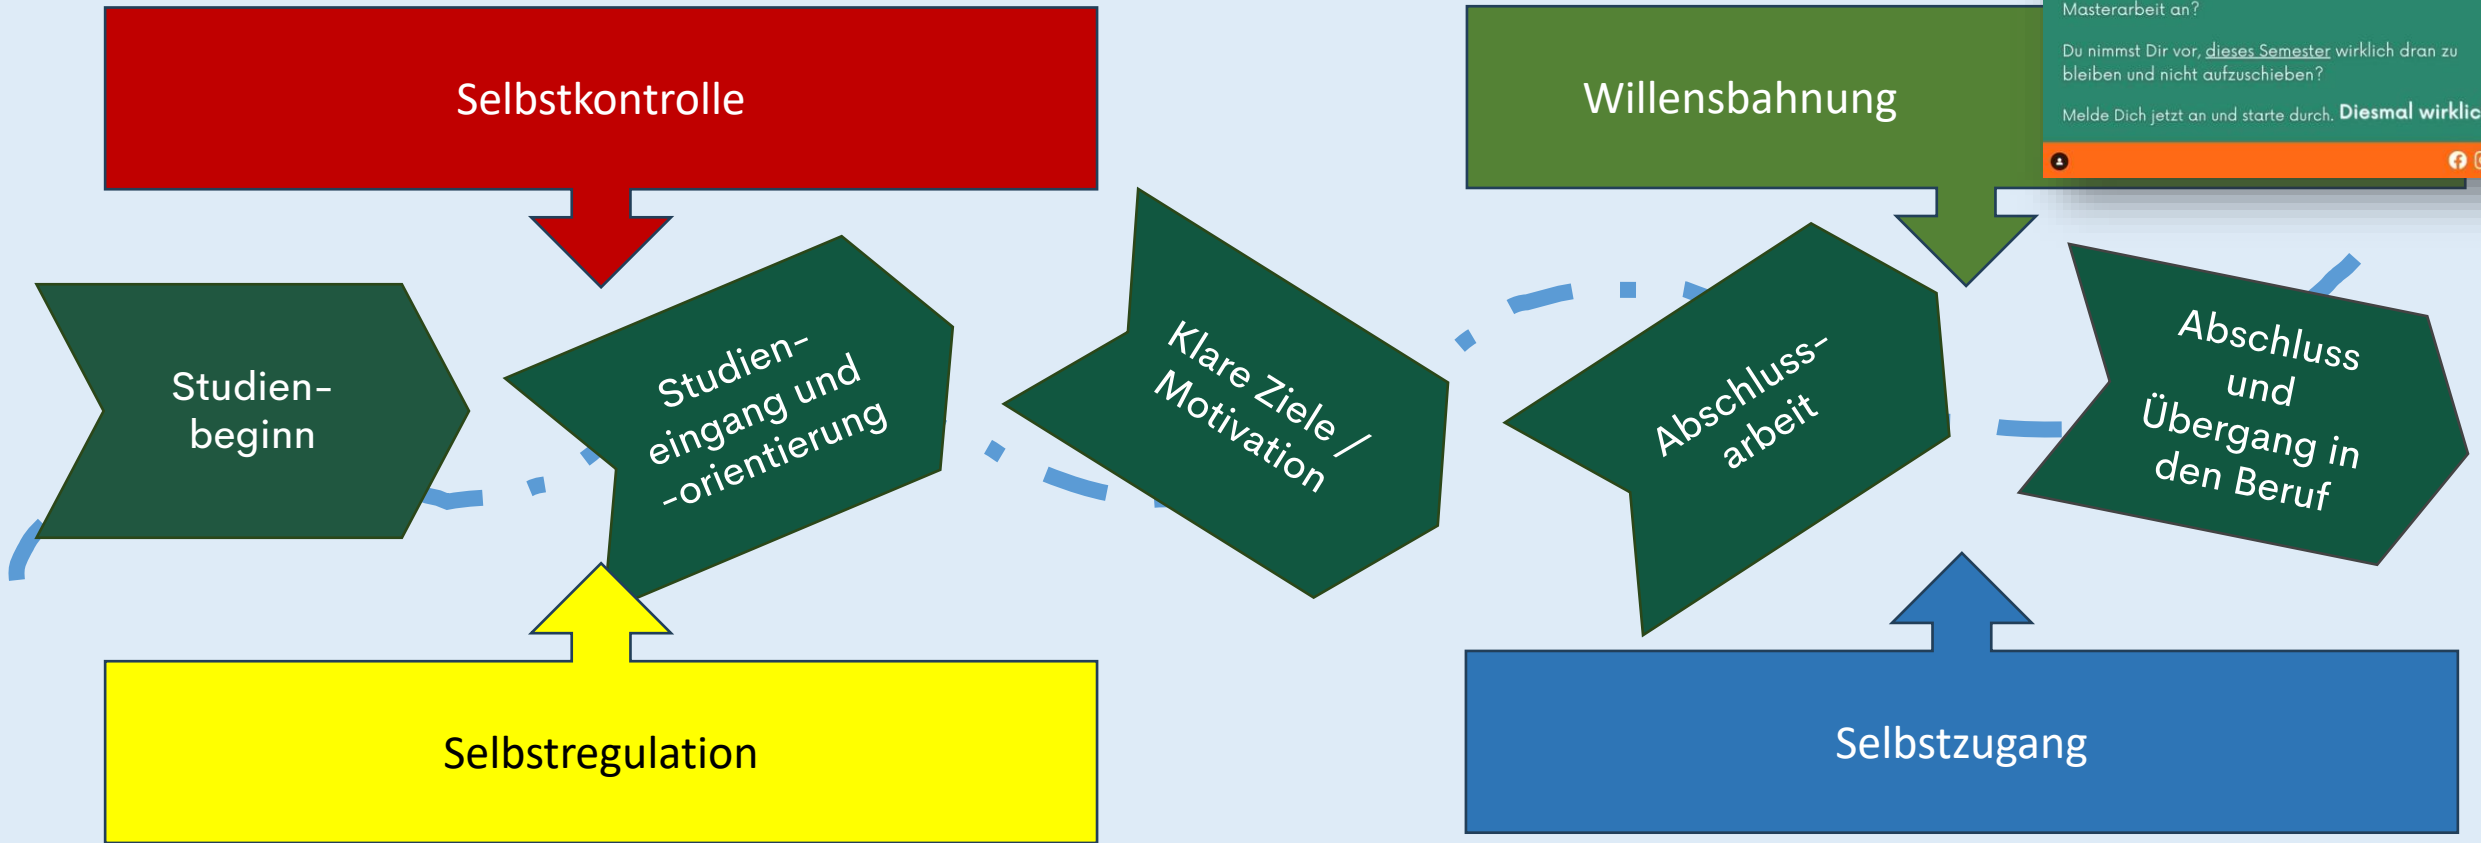 Selbstkontrolle
Willensbahnung
Masterarbeit an?
Du nimmst Dir vor, dieses Semester wirklich dran zu
bleiben und nicht aufzuschieben?
Melde Dich jetzt an und starte durch. Diesmal wirklic
Studien-
beginn
Studien-
eingang und
-orientierung
Klare Ziele /
Motivation
Abschluss-
arbeit
Abschluss
und
Übergang in
den Beruf
Selbstregulation
Selbstzugang